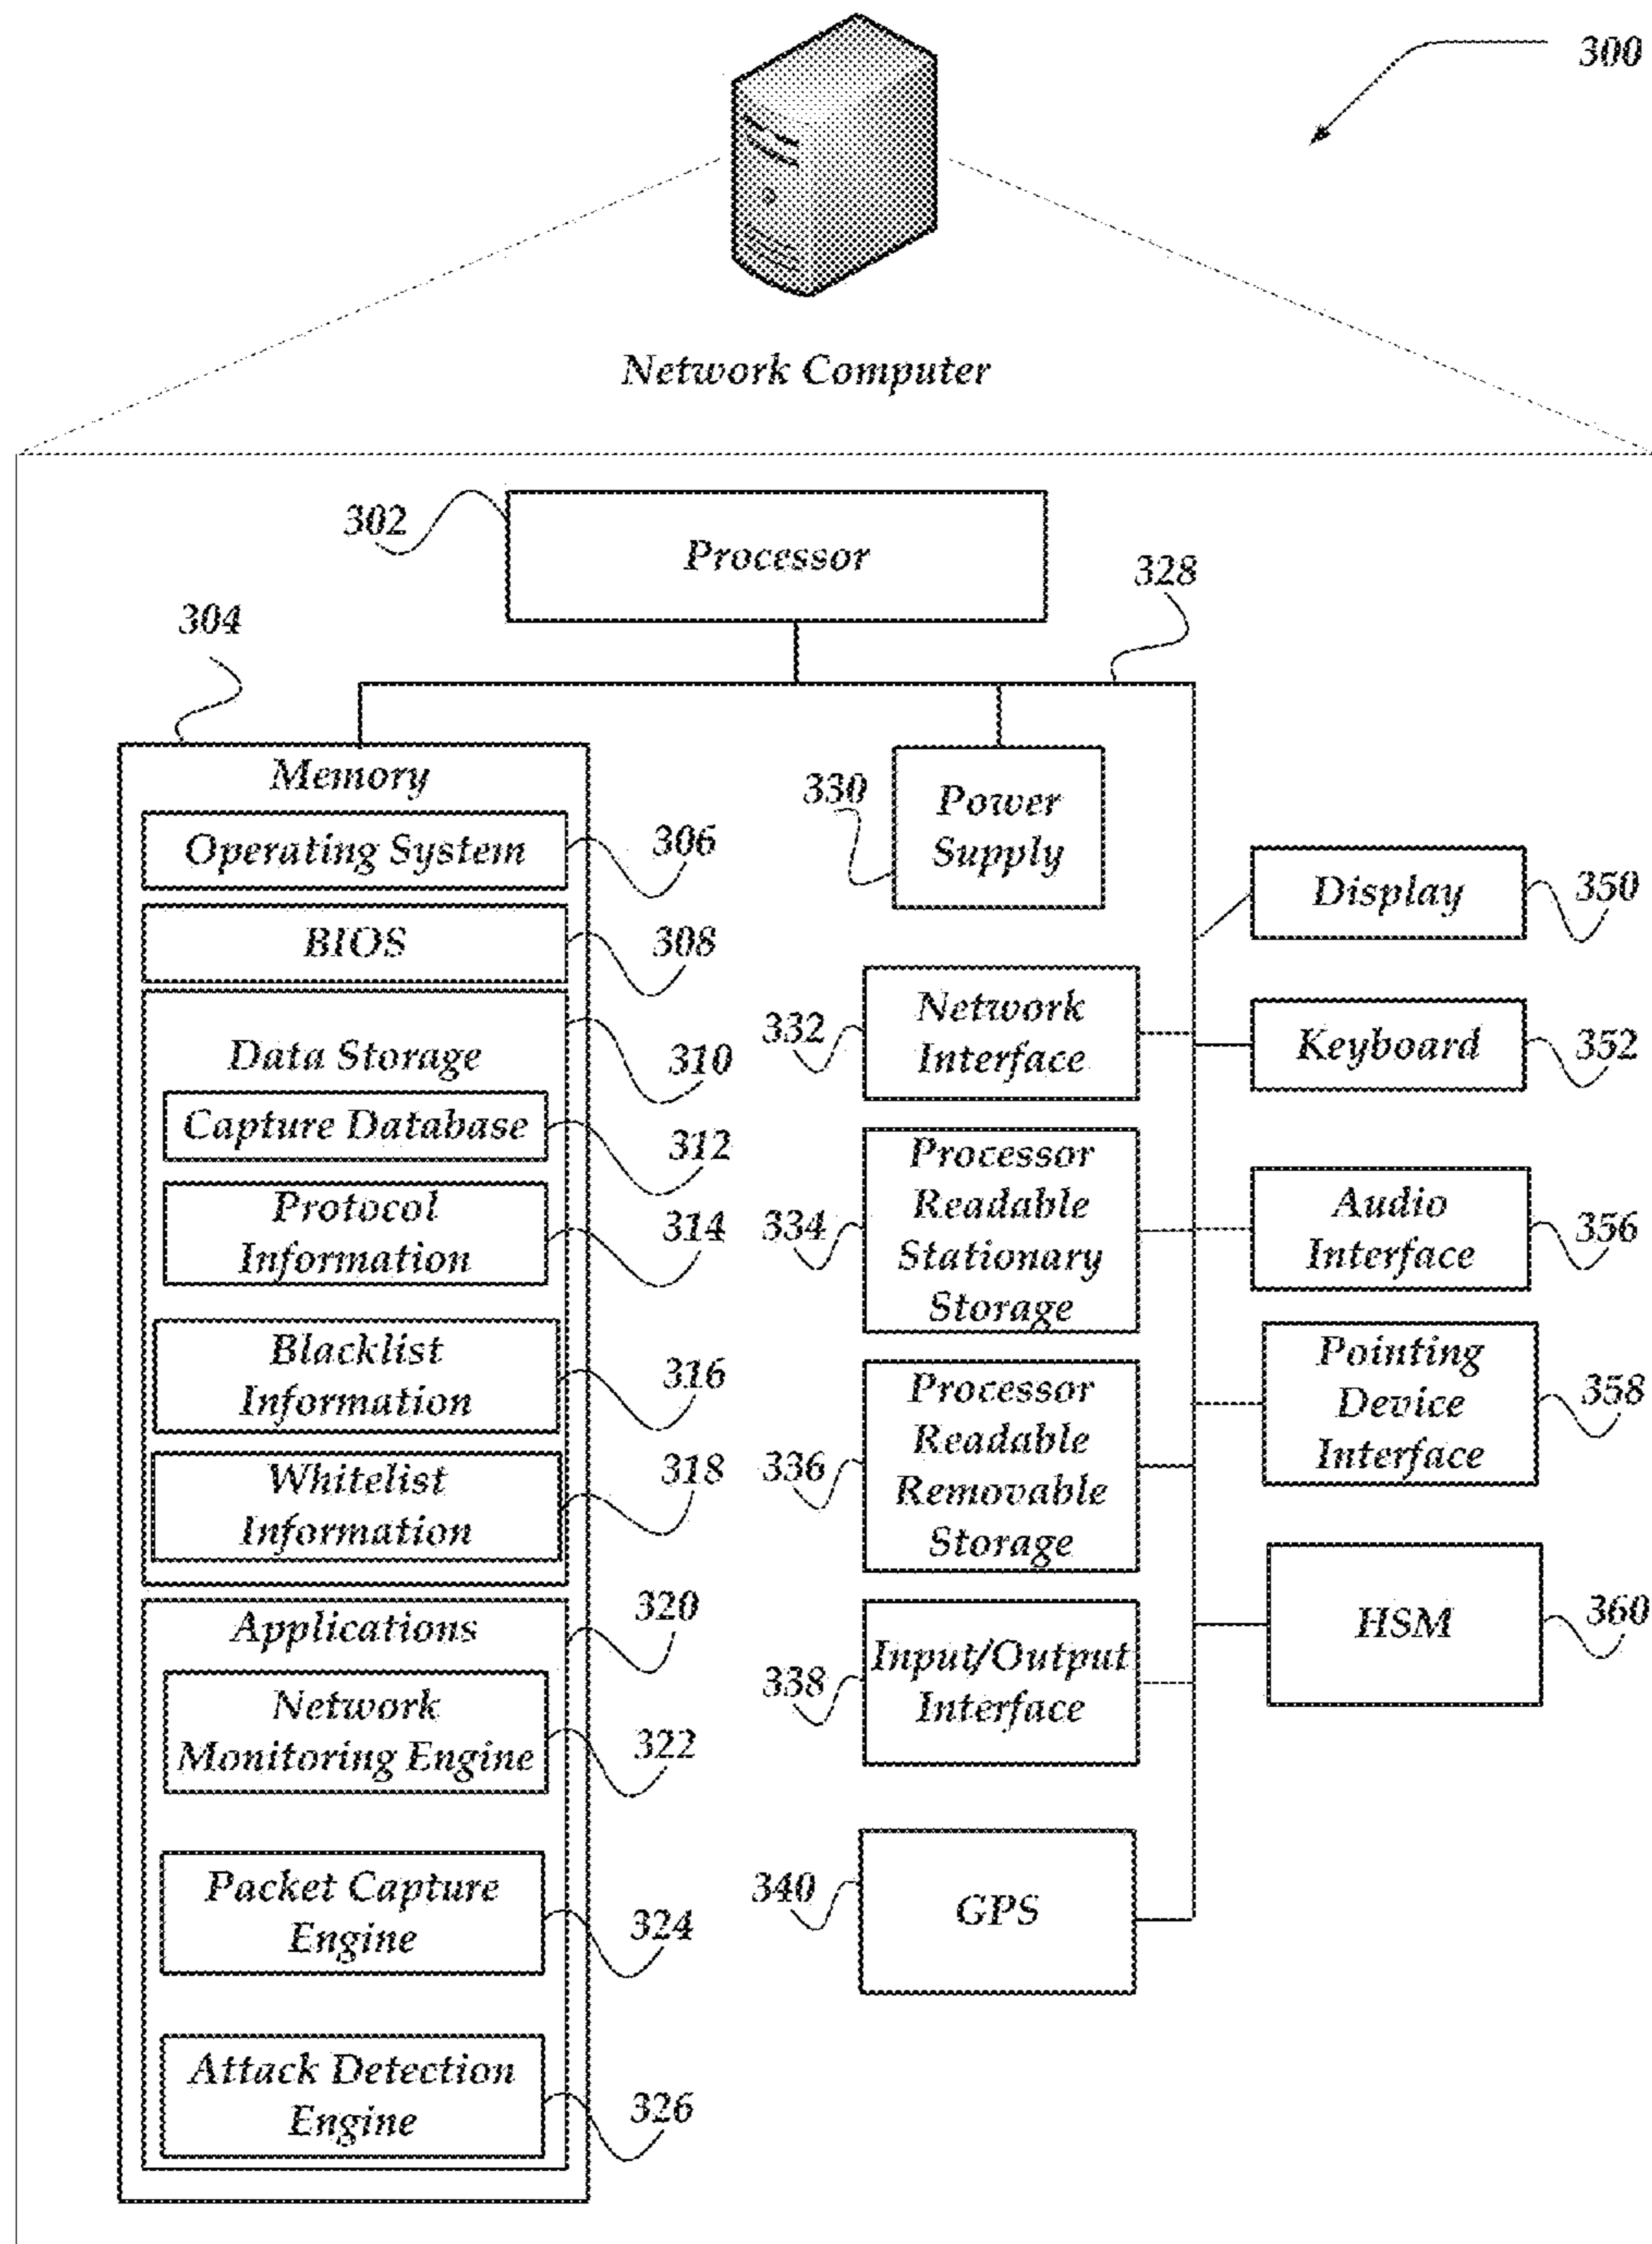 300
Network Computer
302
Processor
328
304
Memory
Operating System
306
BIOS
308
Data Storage
310
Capture Database
312
Protocol
Information
314
Blacklist
Information
316
Whitelist
Information
318
Applications
320
Network
Monitoring Engine
322
Packet Capture
Engine
324
Attack Detection
Engine
326
330
Power
Supply
332
Network
Interface
334
Processor
Readable
Stationary
Storage
336
Processor
Readable
Removable
Storage
338
Input/Output
Interface
340
GPS
Display
350
Keyboard
352
Audio
Interface
356
Pointing
Device
Interface
358
HSM
360